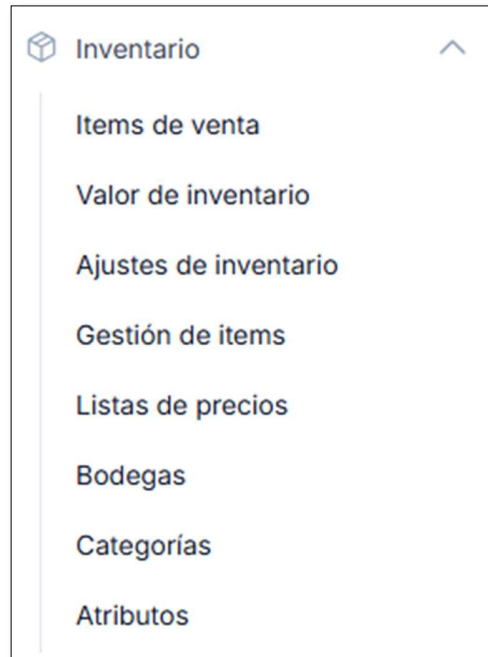 Inventario
Items de venta
Valor de inventario
Ajustes de inventario
Gestión de items
Listas de precios
Bodegas
Categorías
Atributos